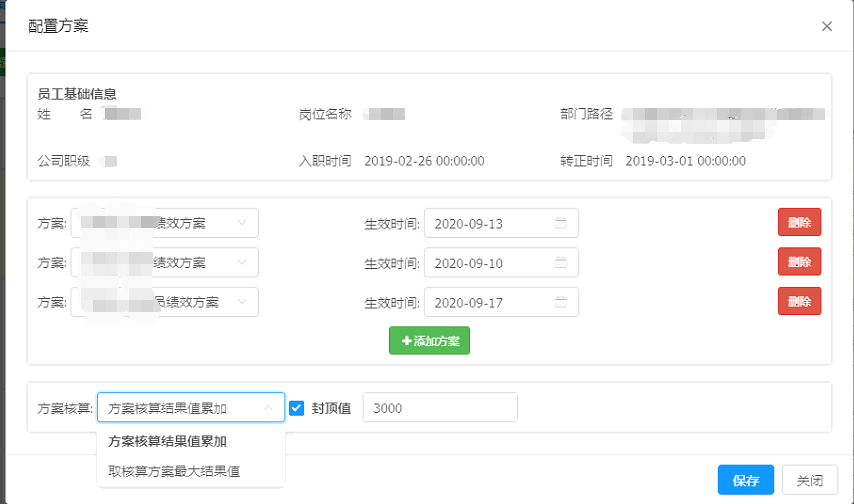 配置方案
员工基础信息
姓 名 岗位名称 部门路径
公司职级 入职时间 2019-02-26 00:00:00 转正时间 2019-03-01 00:00:00
方案: 绩效方案 生效时间: 2020-09-13 删除
方案: 绩效方案 生效时间: 2020-09-10 删除
方案: 员绩效方案 生效时间: 2020-09-17 删除
+添加方案
方案核算: 方案核算结果值累加 封顶值 3000
方案核算结果值累加
取核算方案最大结果值
保存 关闭